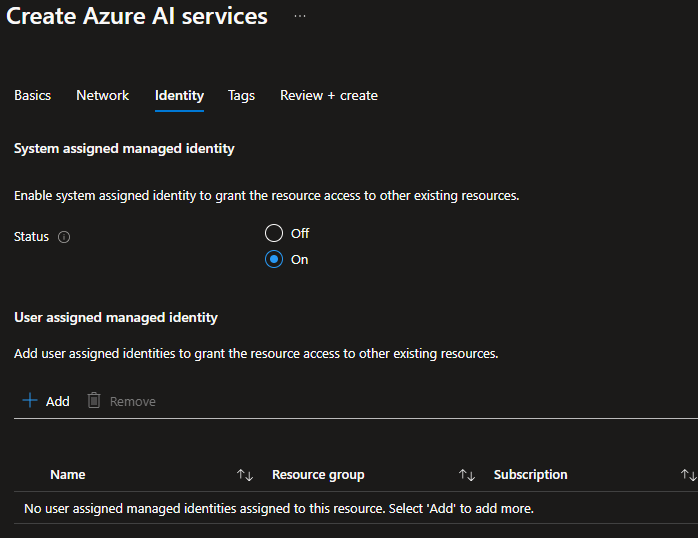 Create Azure AI services ...
Basics Network Identity Tags Review + create
System assigned managed identity
Enable system assigned identity to grant the resource access to other existing resources.
Status
Off
On
User assigned managed identity
Add user assigned identities to grant the resource access to other existing resources.
Add Remove
Name Resource group Subscription
No user assigned managed identities assigned to this resource. Select 'Add' to add more.